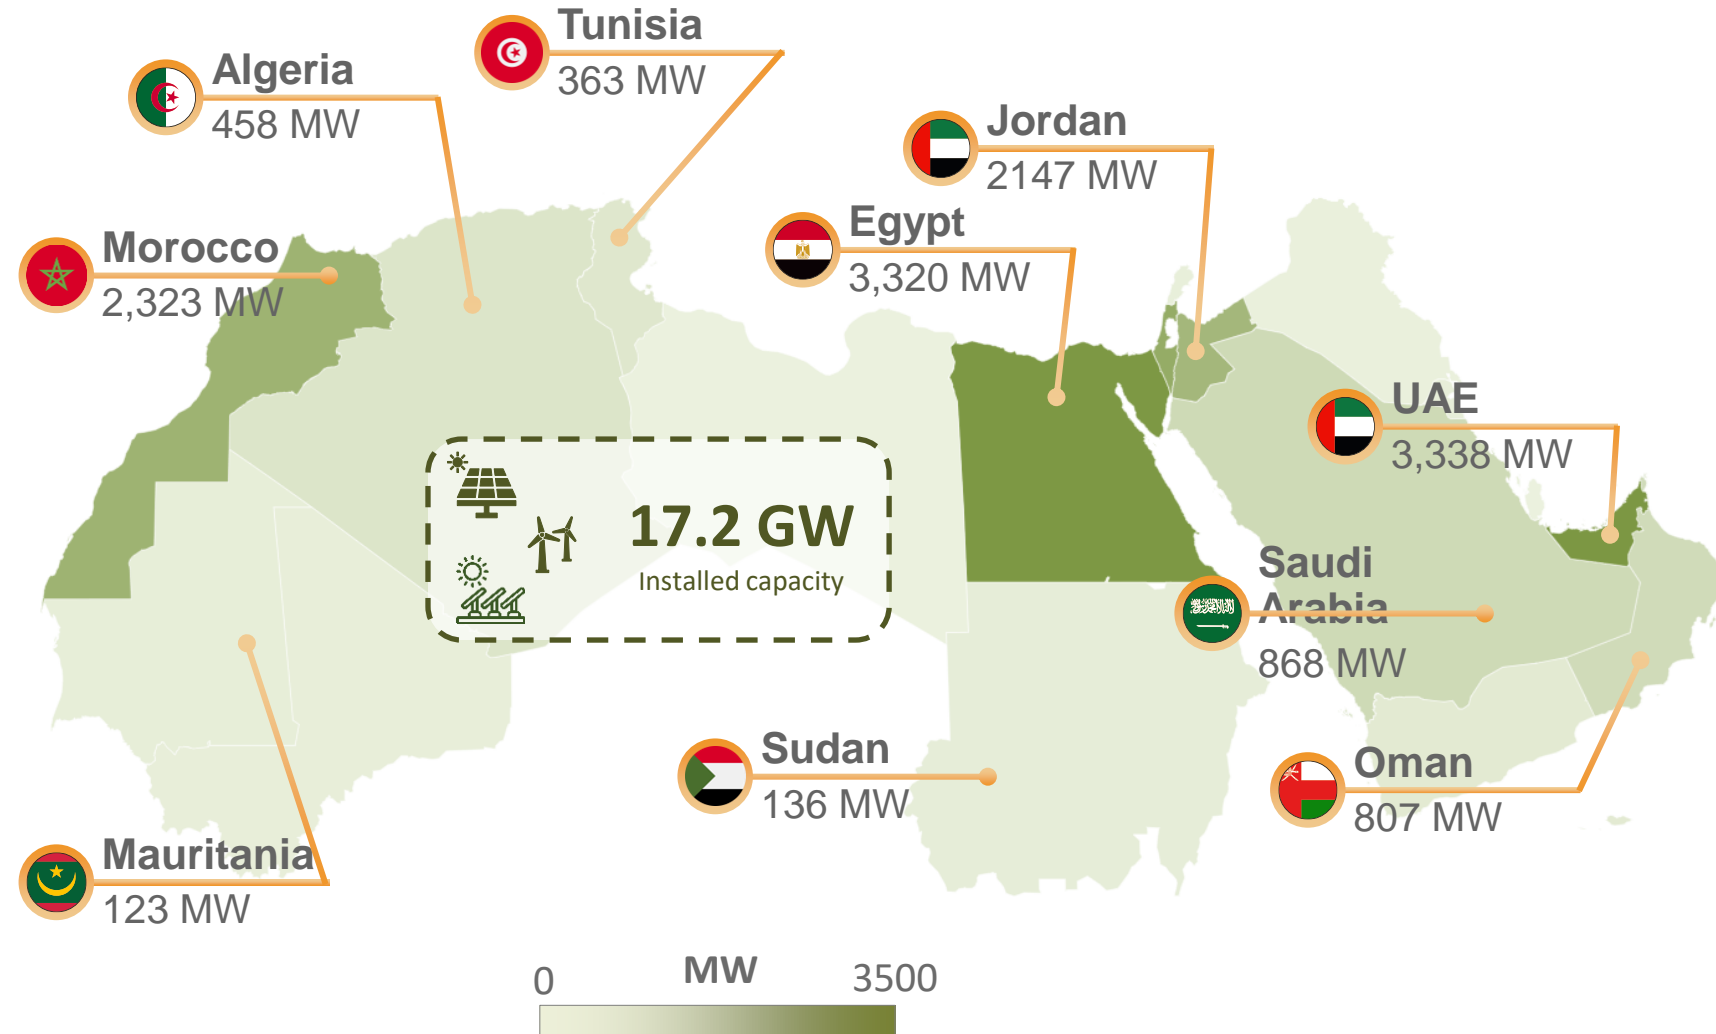 Tunisia
363 MW
Algeria
458 MW
Jordan
2147 MW
Egypt
3,320 MW
Morocco
2,323 MW
UAE
3,338 MW
17.2 GW
Installed capacity
Saudi
Arabia
868 MW
Sudan
136 MW
Oman
807 MW
Mauritania
123 MW
0 MW 3500